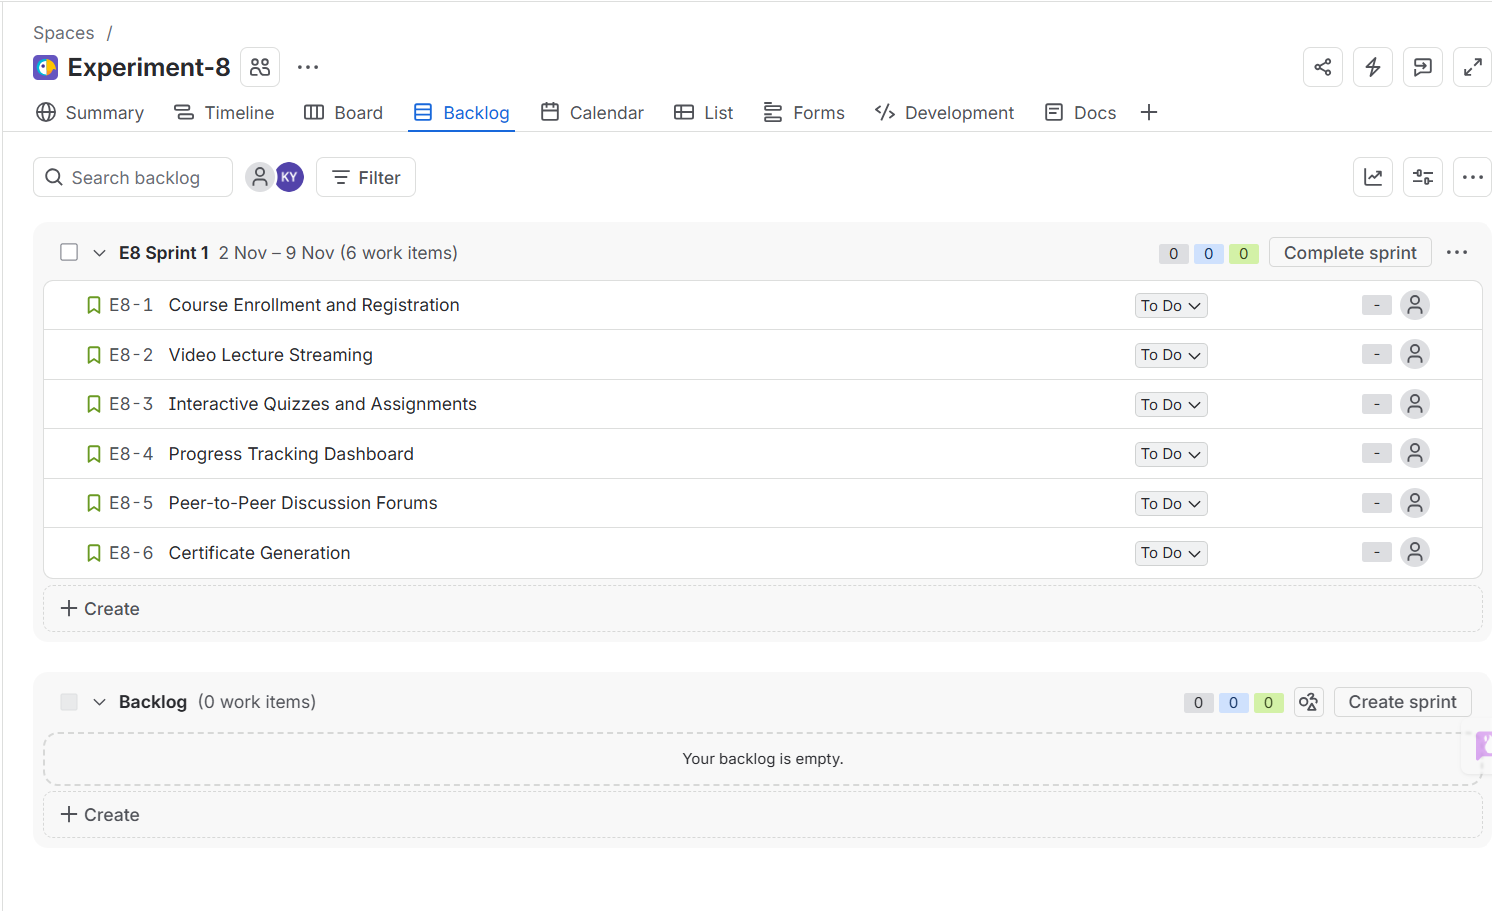 Spaces /
Experiment-8
Summary Timeline Board Backlog Calendar List Forms Development Docs
Search backlog KY Filter
E8 Sprint 1 2 Nov – 9 Nov (6 work items) 0 0 0 Complete sprint
E8-1 Course Enrollment and Registration To Do -
E8-2 Video Lecture Streaming To Do -
E8-3 Interactive Quizzes and Assignments To Do -
E8-4 Progress Tracking Dashboard To Do -
E8-5 Peer-to-Peer Discussion Forums To Do -
E8-6 Certificate Generation To Do -
+ Create
Backlog (0 work items) 0 0 0 Create sprint
Your backlog is empty.
+ Create